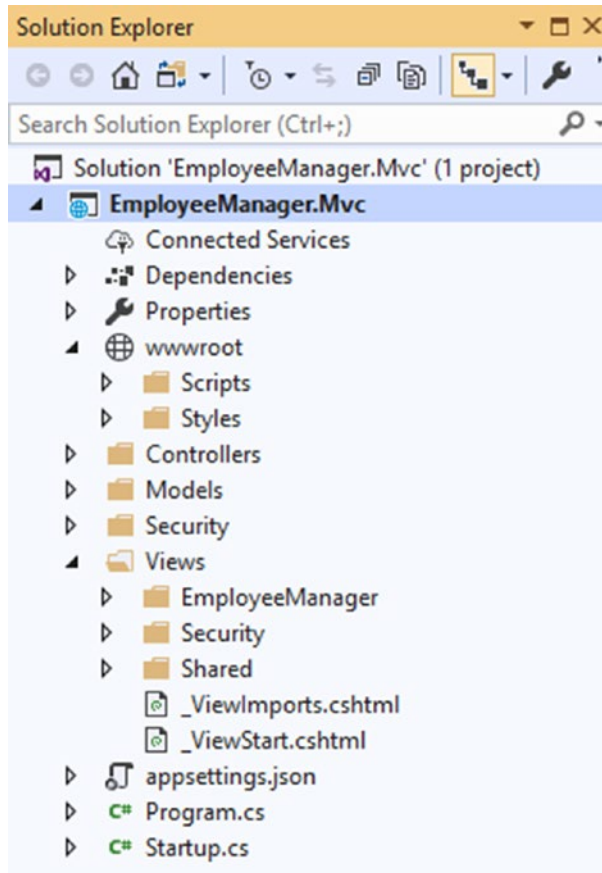 Solution Explorer
Search Solution Explorer (Ctrl+;)
Solution 'EmployeeManager.Mvc' (1 project)
EmployeeManager.Mvc
Connected Services
Dependencies
Properties
wwwroot
Scripts
Styles
Controllers
Models
Security
Views
EmployeeManager
Security
Shared
_ViewImports.cshtml
_ViewStart.cshtml
appsettings.json
C# Program.cs
C# Startup.cs